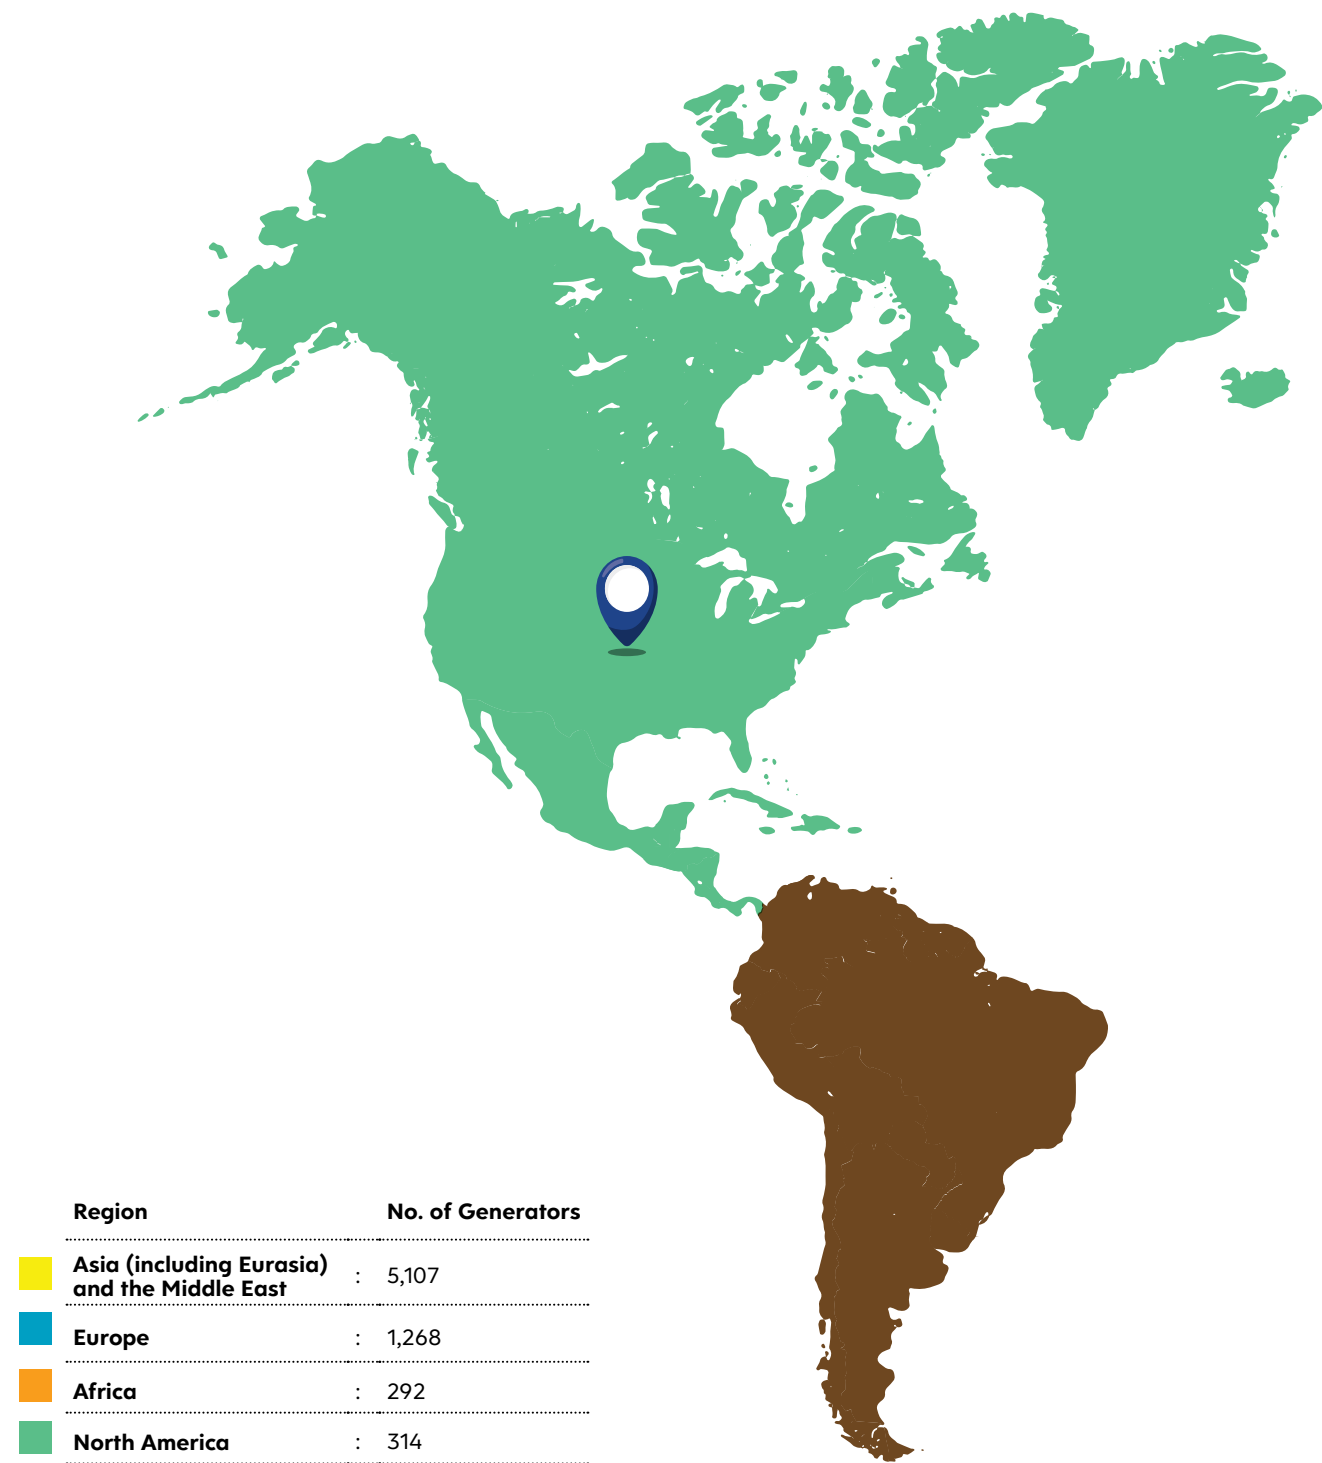 Region No. of Generators
Asia (including Eurasia)
and the Middle East : 5,107
Europe : 1,268
Africa : 292
North America : 314